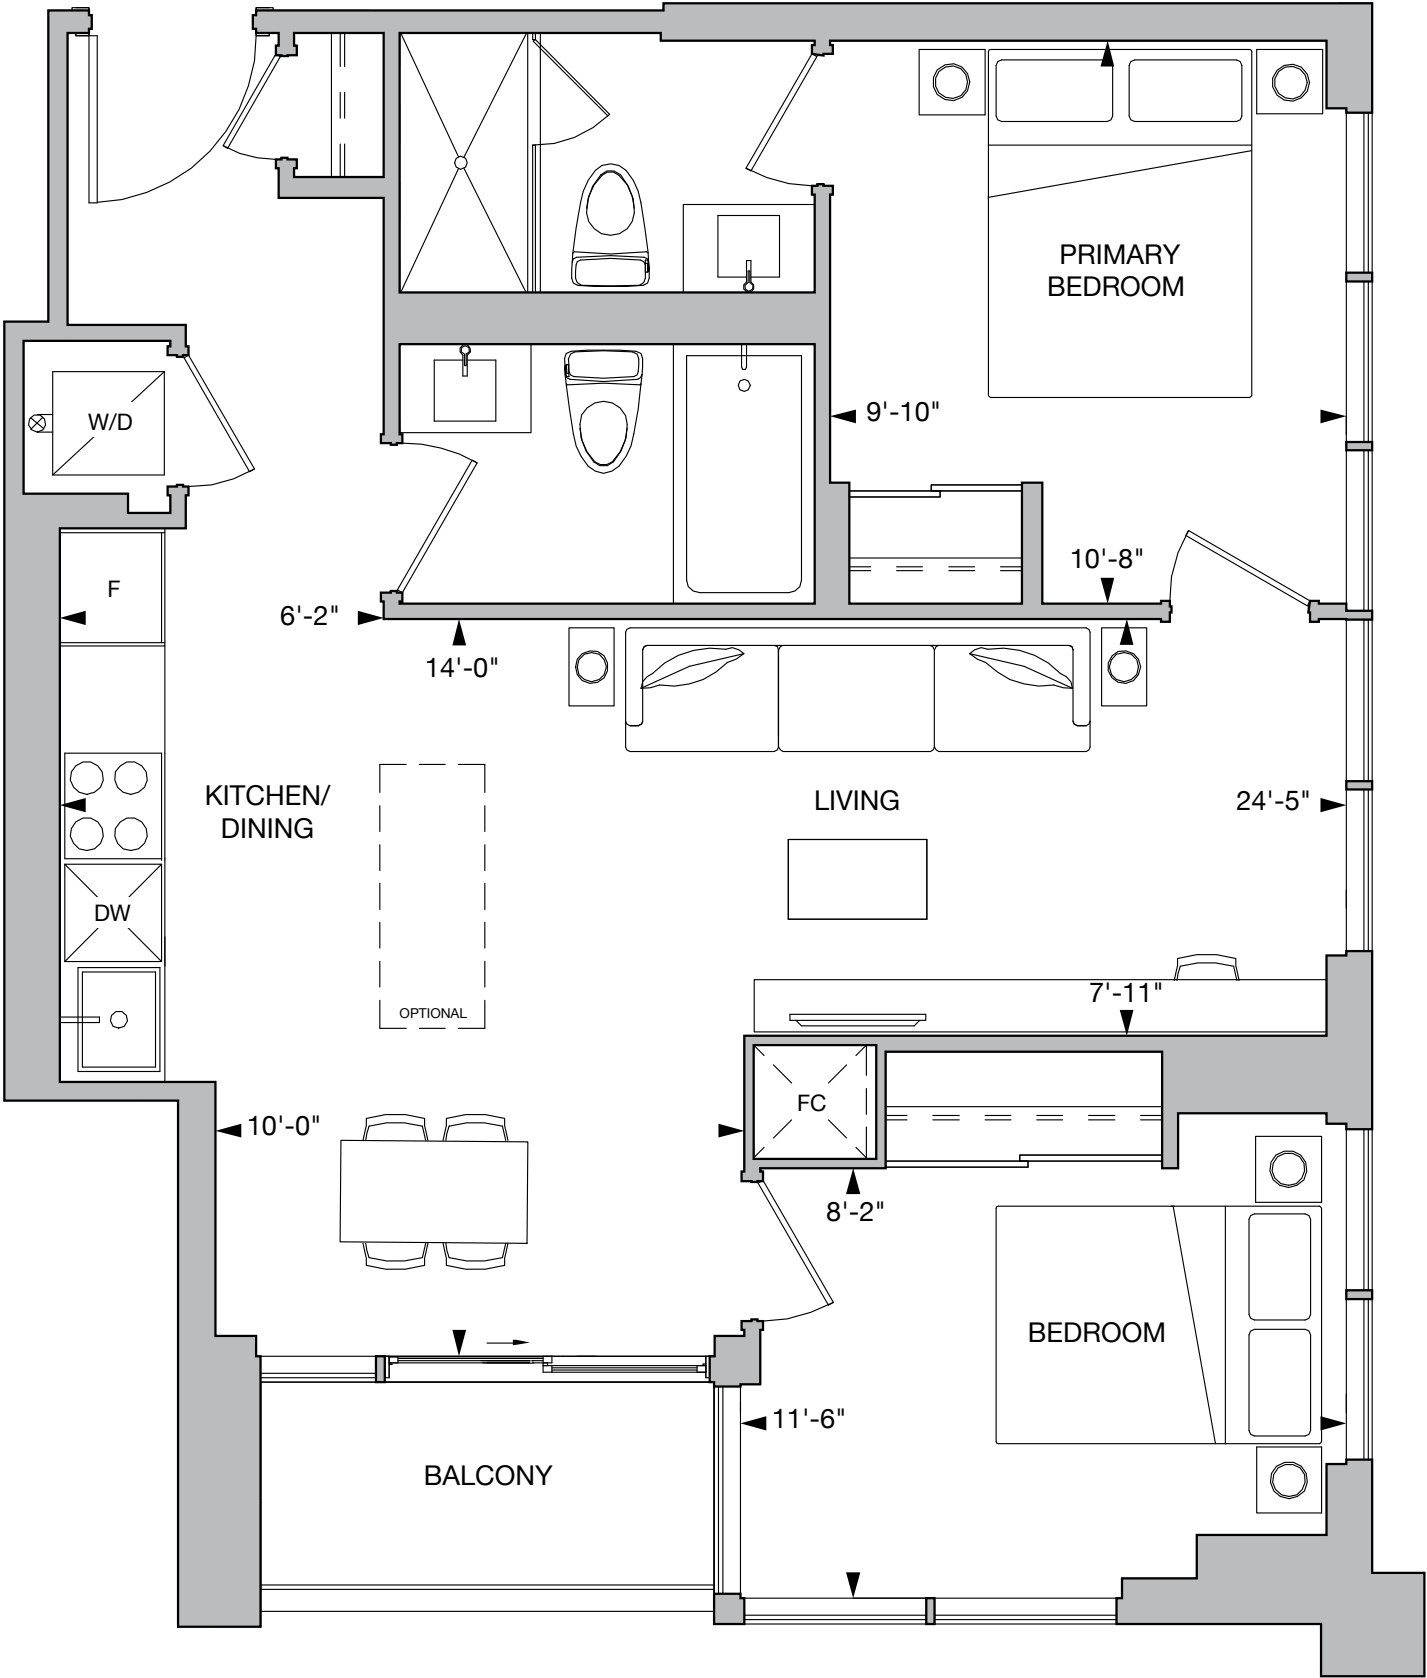 PRIMARY
BEDROOM
W/D
9'-10"
10'-8"
F
6'-2"
14'-0"
KITCHEN/
DINING
LIVING
24'-5"
DW
OPTIONAL
7'-11"
FC
10'-0"
8'-2"
BEDROOM
11'-6"
BALCONY